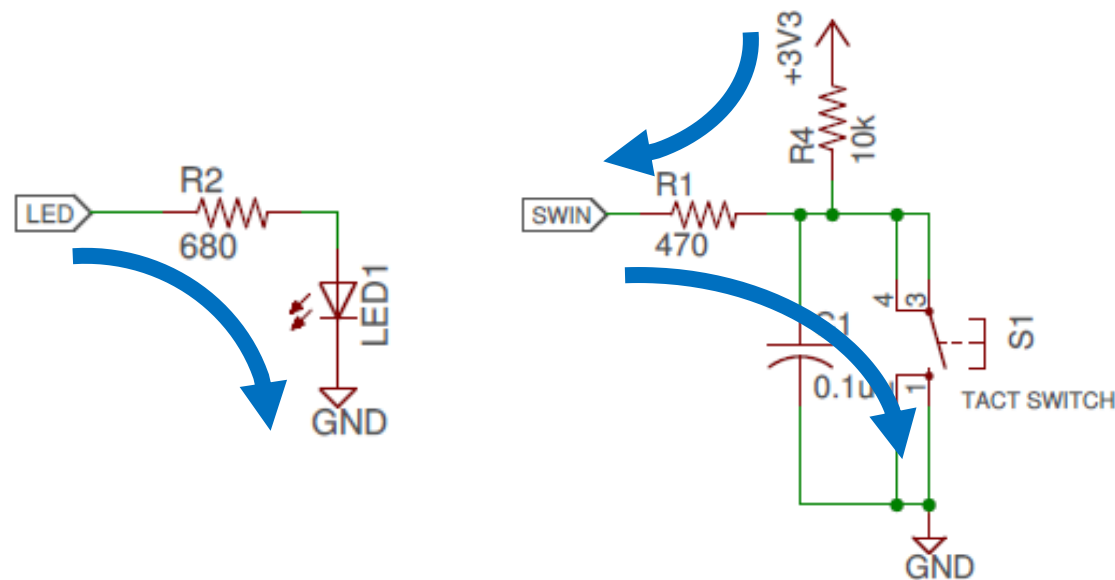 R2
LED
680
LED1
GND
+3V3
R4
10k
R1
SWIN
470
4
3
0.1u
1
S1
TACT SWITCH
GND